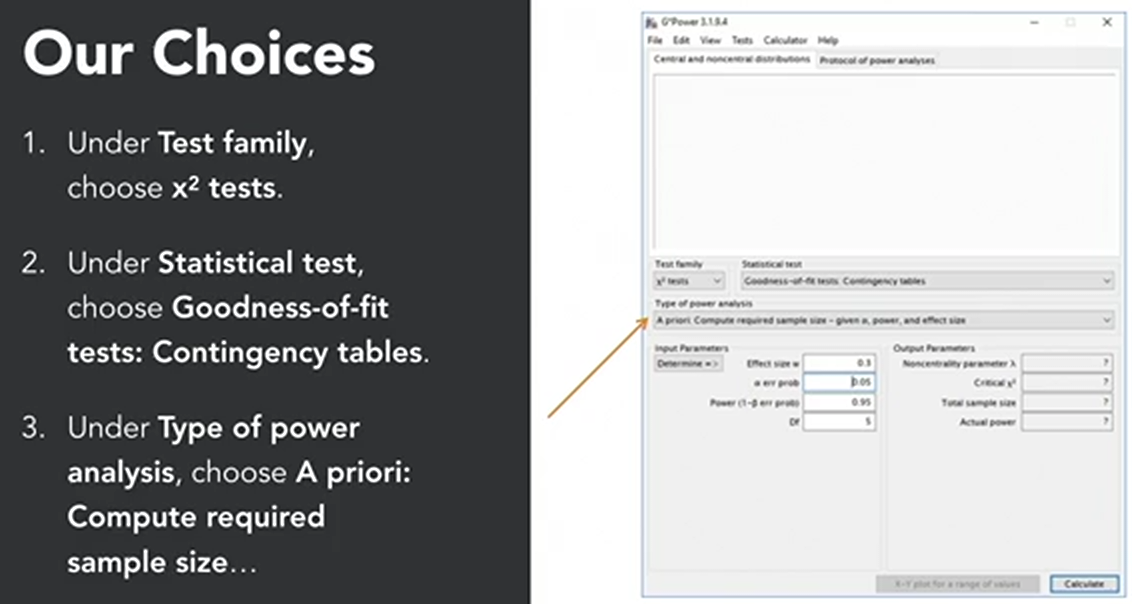 Our Choices
1. Under Test family,
choose x² tests.
2. Under Statistical test,
choose Goodness-of-fit
tests: Contingency tables.
3. Under Type of power
analysis, choose A priori:
Compute required
sample size…
G*Power 3.1.9.4
File Edit View Tests Calculator Help
Central and noncentral distributions Protocol of power analyses
Test family Statistical test
χ² tests Goodness-of-fit tests: Contingency tables
Type of power analysis
A priori: Compute required sample size – given α, power, and effect size
Input Parameters Output Parameters
Determine => Effect size w 0.3 Noncentrality parameter λ ?
α err prob 0.05 Critical χ² ?
Power (1-β err prob) 0.95 Total sample size ?
Df 5 Actual power ?
X-Y plot for a range of values Calculate